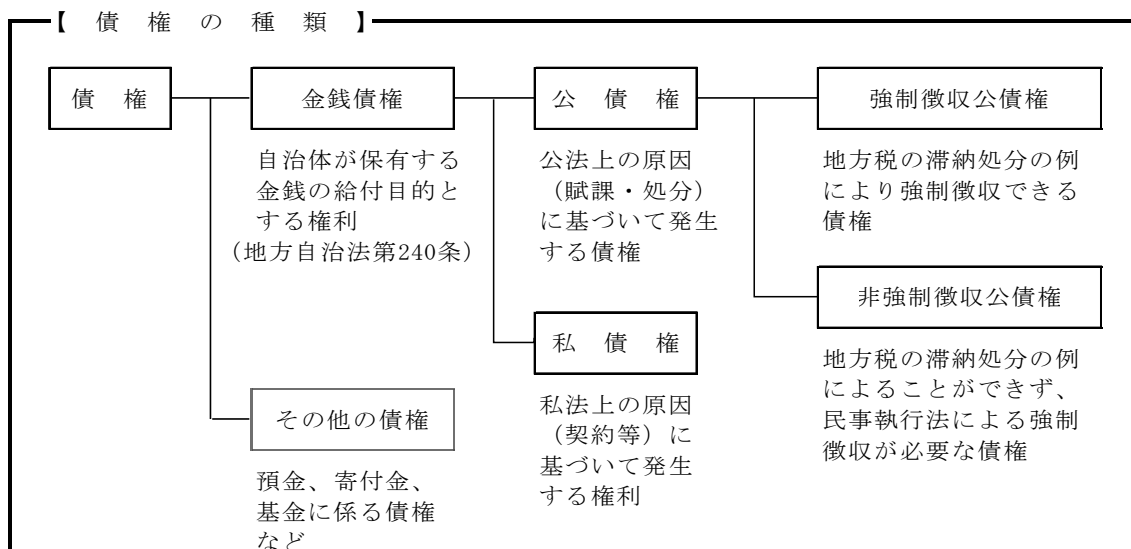 【 債 権 の 種 類 】
債 権
金銭債権
自治体が保有する
金銭の給付目的と
する権利
（地方自治法第240条）
その他の債権
預金、寄付金、
基金に係る債権
など
公 債 権
公法上の原因
（賦課・処分）
に基づいて発生
する債権
私 債 権
私法上の原因
（契約等）に
基づいて発生
する権利
強制徴収公債権
地方税の滞納処分の例
により強制徴収できる
債権
非強制徴収公債権
地方税の滞納処分の例
によることができず、
民事執行法による強制
徴収が必要な債権